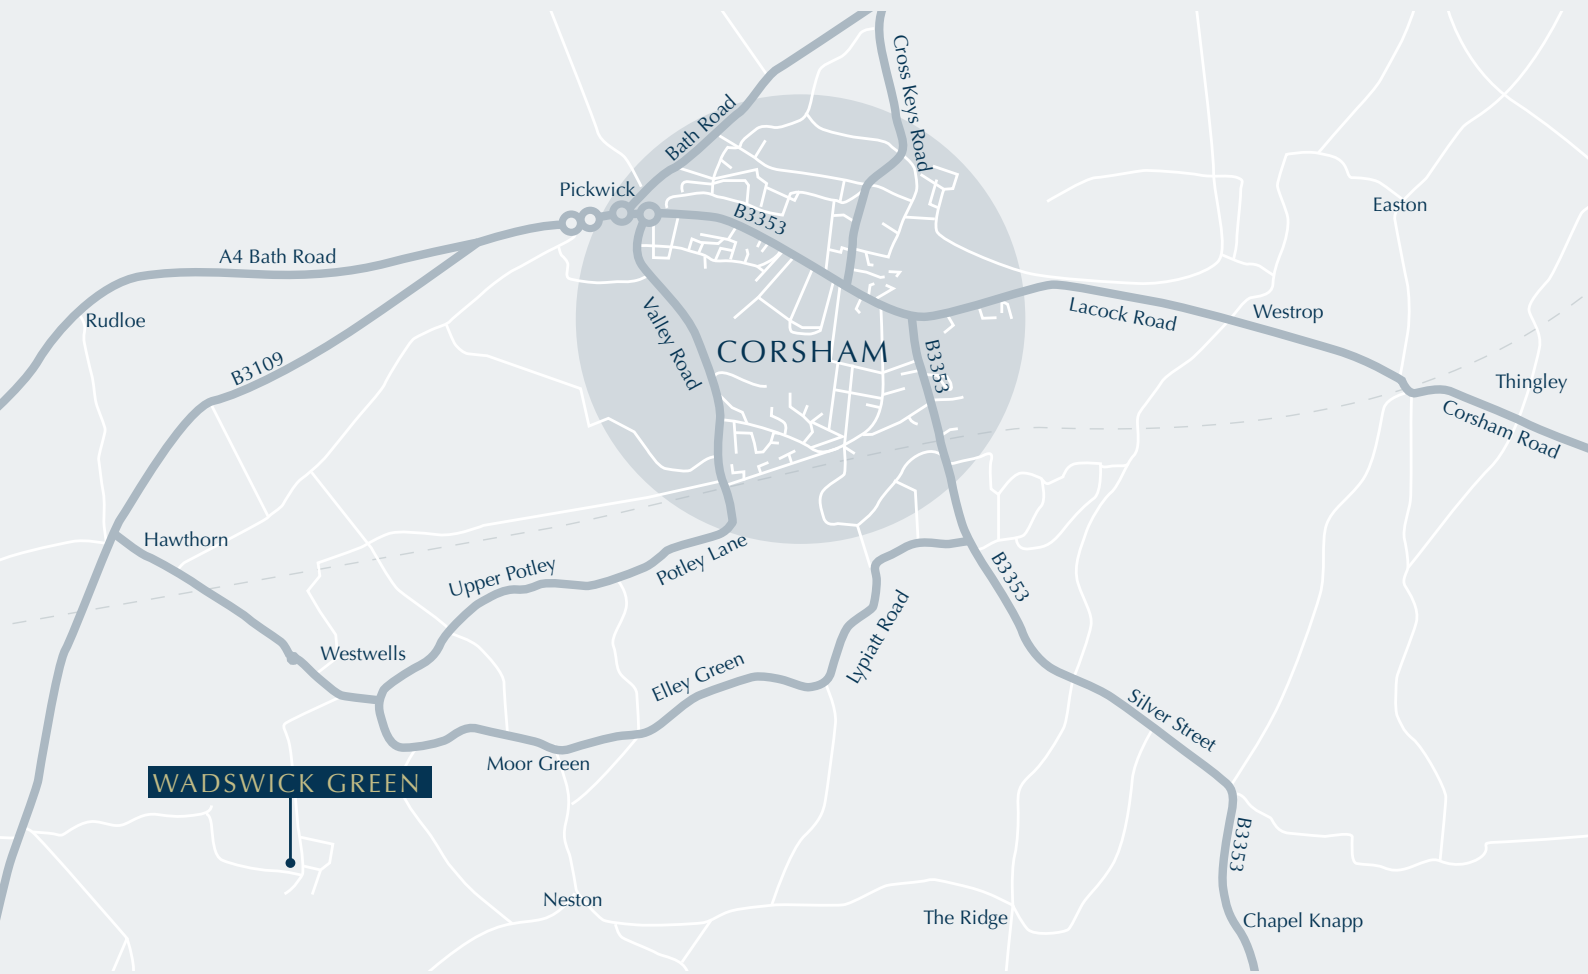 Cross Keys Road
Bath Road
Pickwick
B3353
Easton
A4 Bath Road
Rudloe
Valley Road
Lacock Road
Westrop
CORSHAM
B3353
B3109
Thingley
Corsham Road
Hawthorn
Upper Potley
Potley Lane
B3353
Lypiatt Road
Westwells
Elley Green
Silver Street
Moor Green
WADSWICK GREEN
B3353
Neston
The Ridge
Chapel Knapp